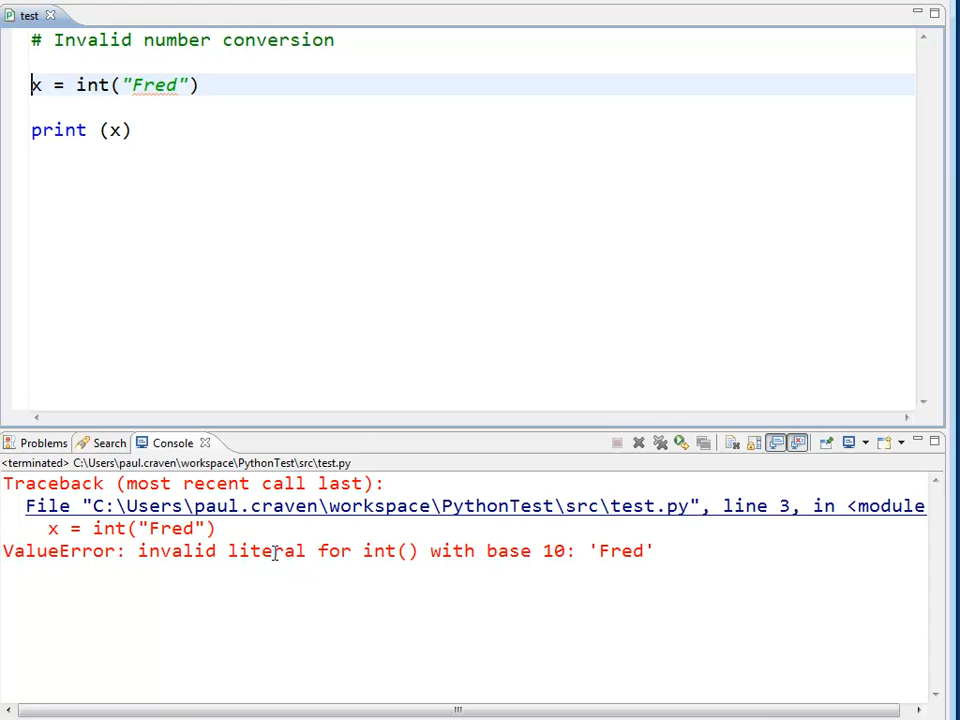 test
# Invalid number conversion
x = int("Fred")
print (x)
Problems Search Console
<terminated> C:\Users\paul.craven\workspace\PythonTest\src\test.py
Traceback (most recent call last):
File "C:\Users\paul.craven\workspace\PythonTest\src\test.py", line 3, in <module
x = int("Fred")
ValueError: invalid literal for int() with base 10: 'Fred'